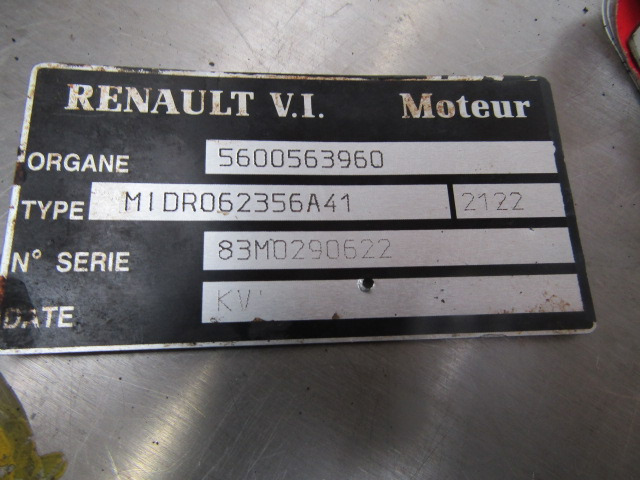 RENAULT V.I. Moteur
ORGANE 5600563960
TYPE MIDR062356A41 2122
N° SERIE 83M0290622
DATE KV